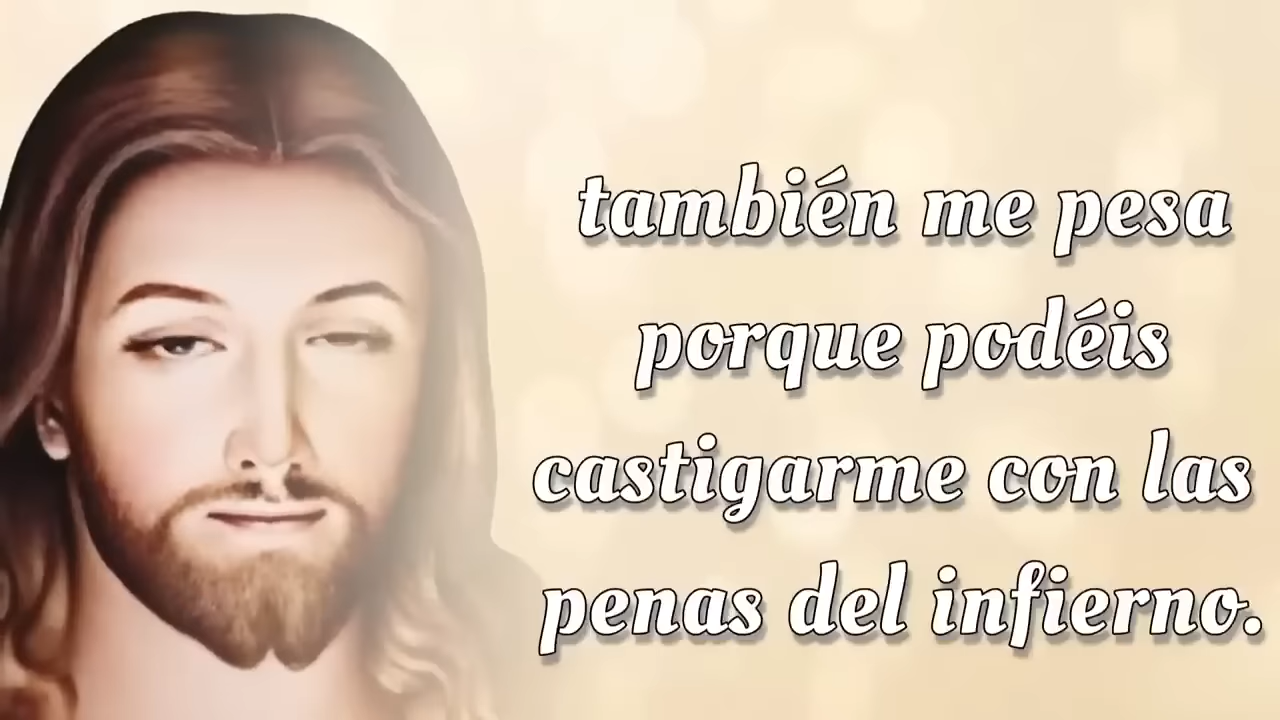 también me pesa
porque podéis
castigarme con las
penas del infierno.